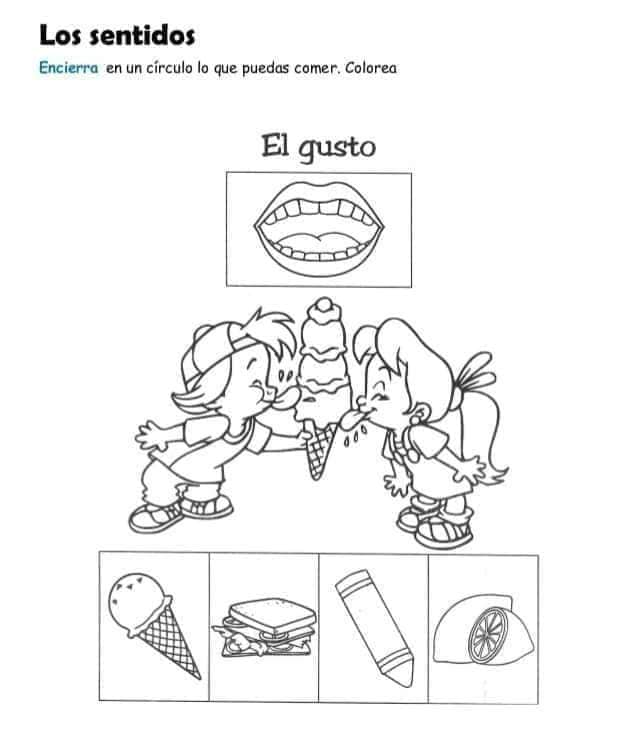 Los sentidos
Encierra en un círculo lo que puedas comer. Colorea
El gusto